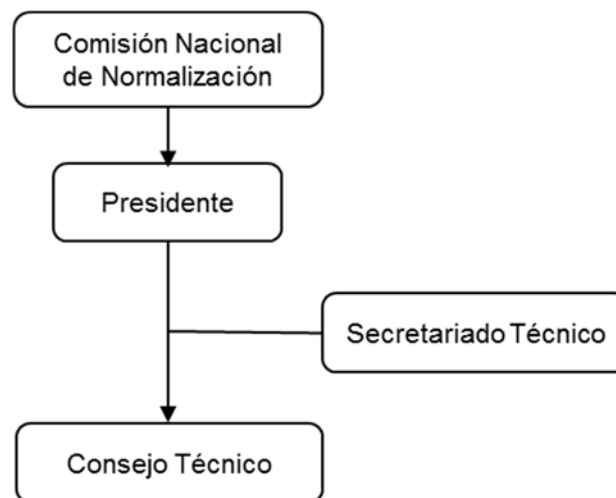 Comisión Nacional
de Normalización
Presidente
Secretariado Técnico
Consejo Técnico